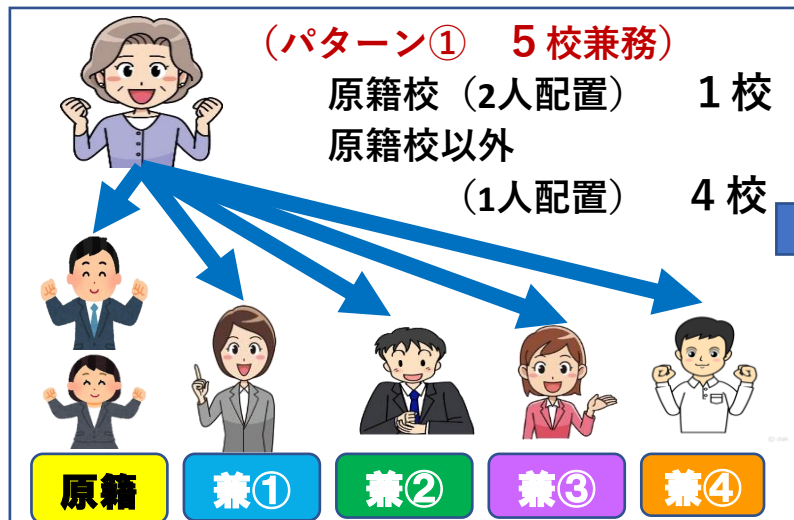 （パターン① ５校兼務）
原籍校（2人配置） １校
原籍校以外
（1人配置） ４校
原籍
兼①
兼②
兼③
兼④